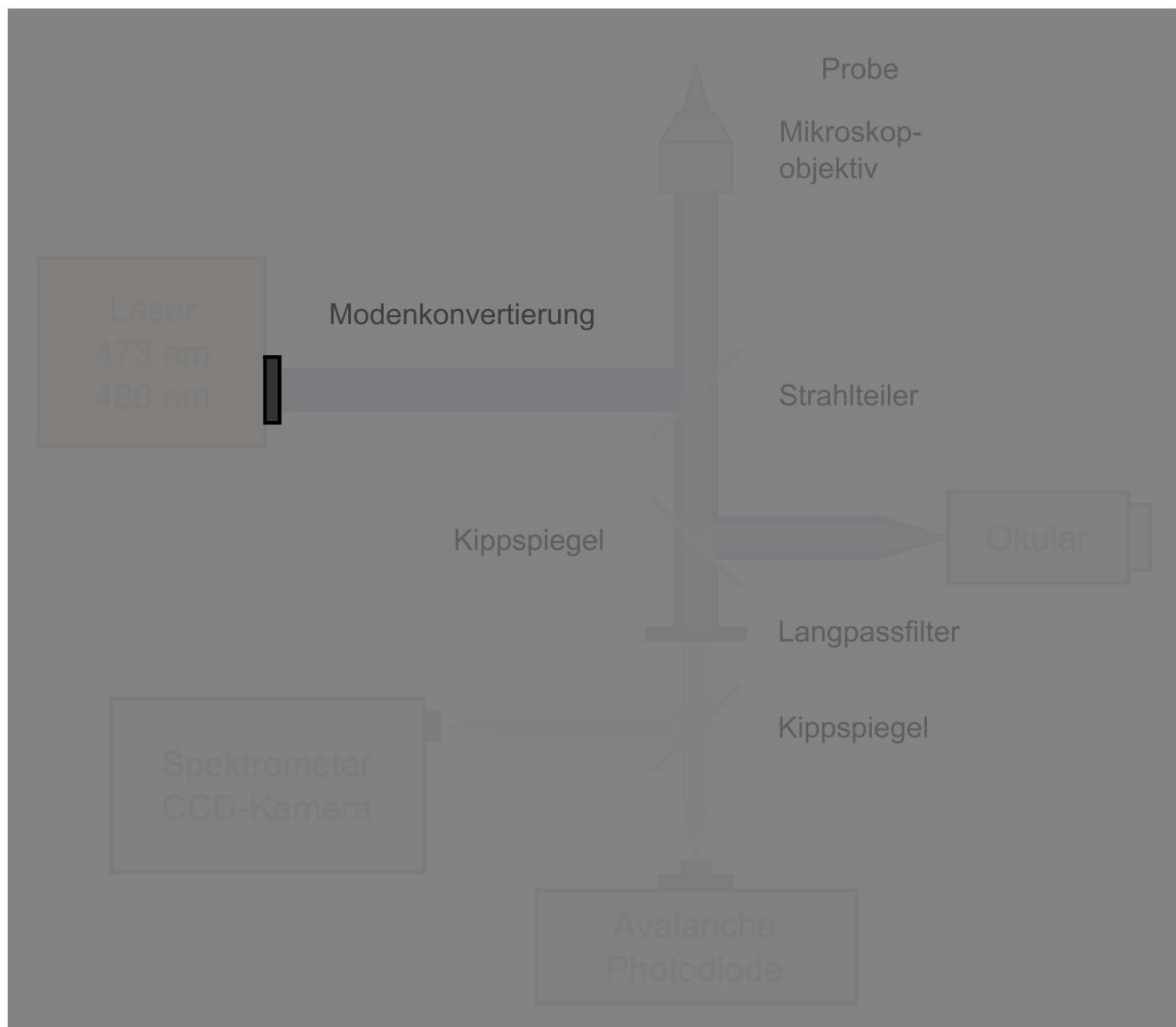 Probe
Mikroskop-
objektiv
Laser
473 nm
488 nm
Modenkonvertierung
Strahlteiler
Kippspiegel
Okular
Langpassfilter
Kippspiegel
Spektrometer
CCD-Kamera
Avalanche
Photodiode